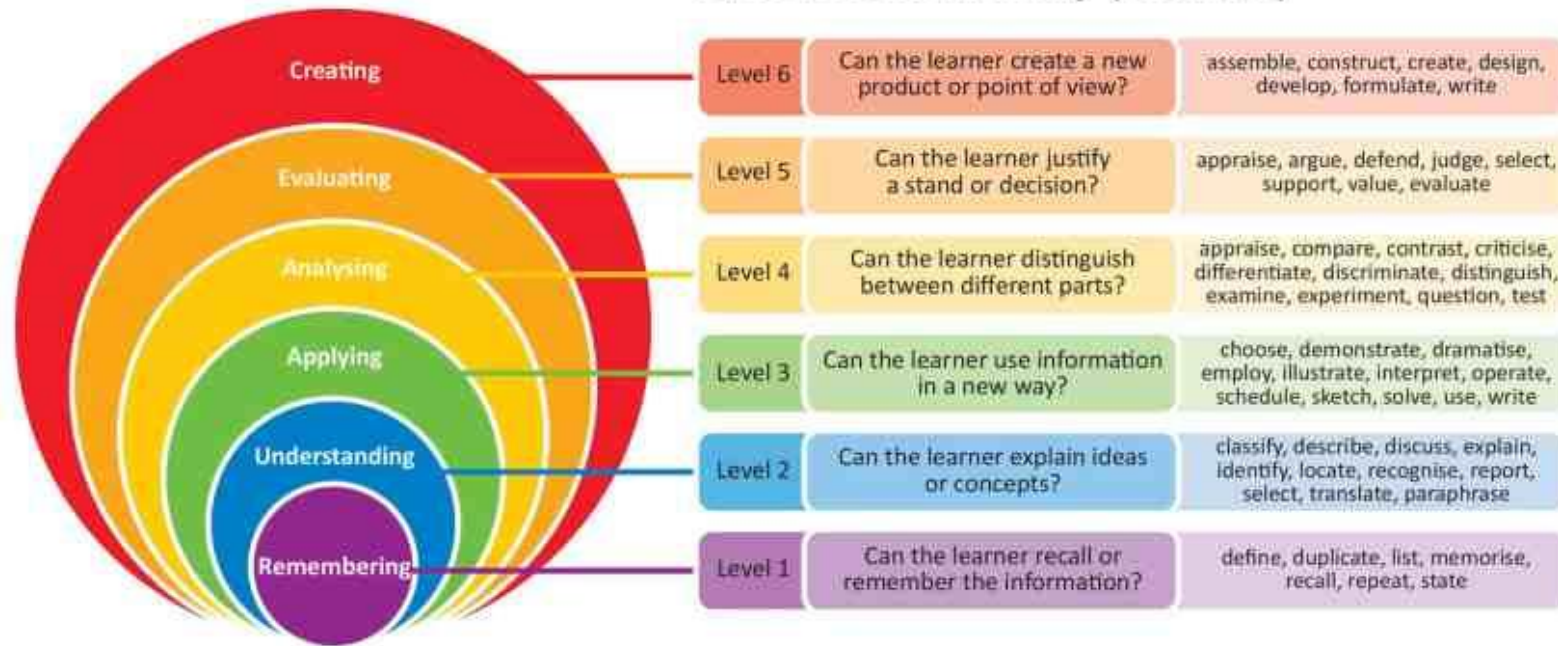 Creating
Evaluating
Analysing
Applying
Understanding
Remembering
Level 6
Can the learner create a new
product or point of view?
assemble, construct, create, design,
develop, formulate, write
Level 5
Can the learner justify
a stand or decision?
appraise, argue, defend, judge, select,
support, value, evaluate
Level 4
Can the learner distinguish
between different parts?
appraise, compare, contrast, criticise,
differentiate, discriminate, distinguish,
examine, experiment, question, test
Level 3
Can the learner use information
in a new way?
choose, demonstrate, dramatise,
employ, illustrate, interpret, operate,
schedule, sketch, solve, use, write
Level 2
Can the learner explain ideas
or concepts?
classify, describe, discuss, explain,
identify, locate, recognise, report,
select, translate, paraphrase
Level 1
Can the learner recall or
remember the information?
define, duplicate, list, memorise,
recall, repeat, state